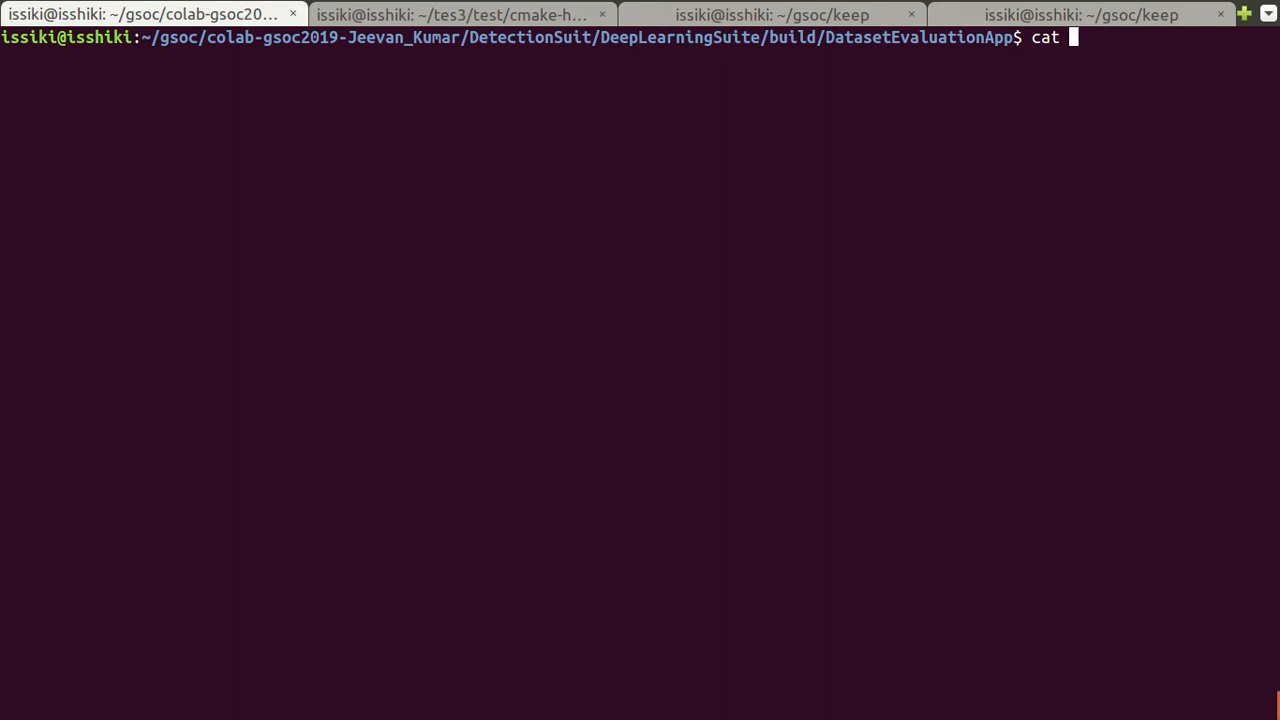 issiki@isshiki: ~/gsoc/colab-gsoc20... × issiki@isshiki: ~/tes3/test/cmake-h... × issiki@isshiki: ~/gsoc/keep × issiki@isshiki: ~/gsoc/keep ×
issiki@isshiki:~/gsoc/colab-gsoc2019-Jeevan_Kumar/DetectionSuit/DeepLearningSuite/build/DatasetEvaluationApp$ cat